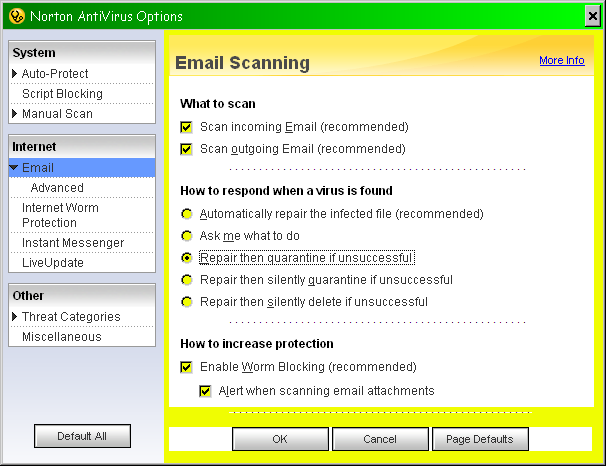 Norton AntiVirus Options
System
Auto-Protect
Script Blocking
Manual Scan
Internet
Email
Advanced
Internet Worm
Protection
Instant Messenger
LiveUpdate
Other
Threat Categories
Miscellaneous
Default All
Email Scanning
More Info
What to scan
Scan incoming Email (recommended)
Scan outgoing Email (recommended)
How to respond when a virus is found
Automatically repair the infected file (recommended)
Ask me what to do
Repair then quarantine if unsuccessful
Repair then silently quarantine if unsuccessful
Repair then silently delete if unsuccessful
How to increase protection
Enable Worm Blocking (recommended)
Alert when scanning email attachments
OK
Cancel
Page Defaults